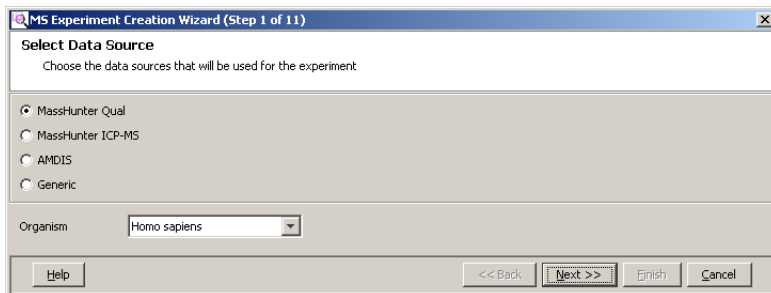 MS Experiment Creation Wizard (Step 1 of 11)
Select Data Source
Choose the data sources that will be used for the experiment
MassHunter Qual
MassHunter ICP-MS
AMDIS
Generic
Organism Homo sapiens
Help << Back Next >> Finish Cancel